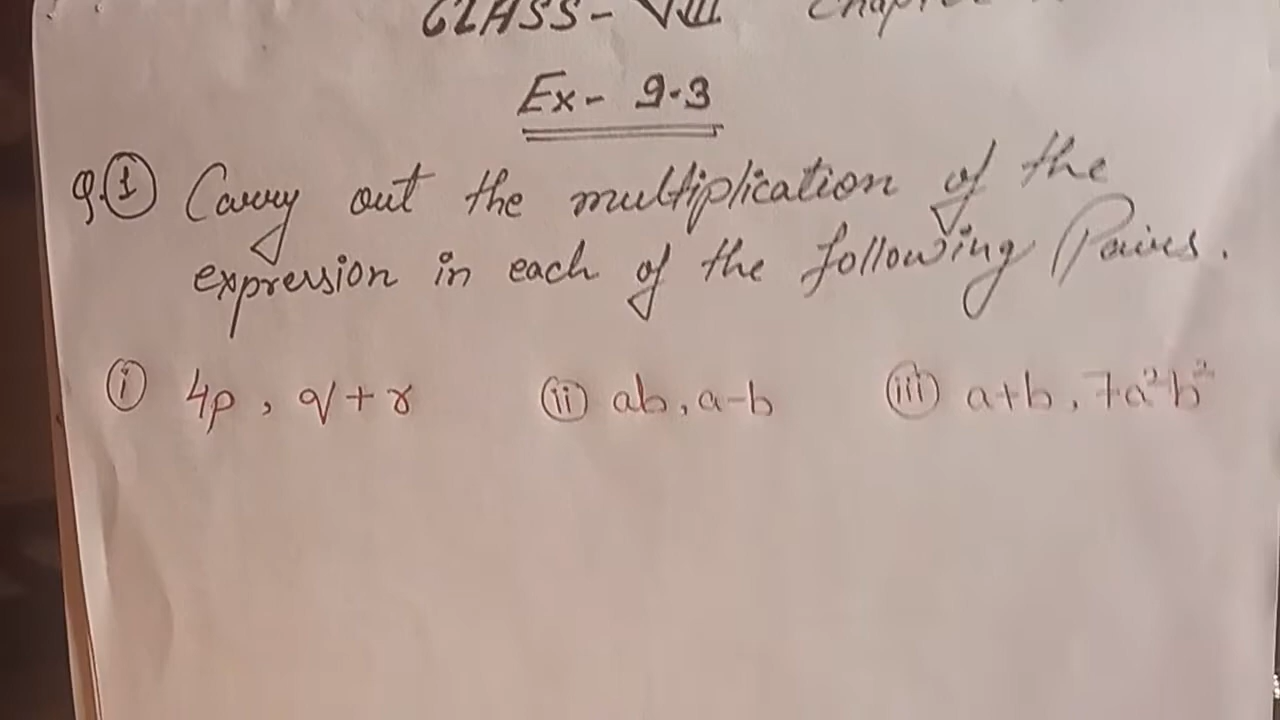 CLASS - VIII
Ex - 9.3
Q.① Carry out the multiplication of the
expression in each of the following Pairs.
ⓘ 4p, q+r (ii) ab, a-b (iii) a+b, 7a²b²